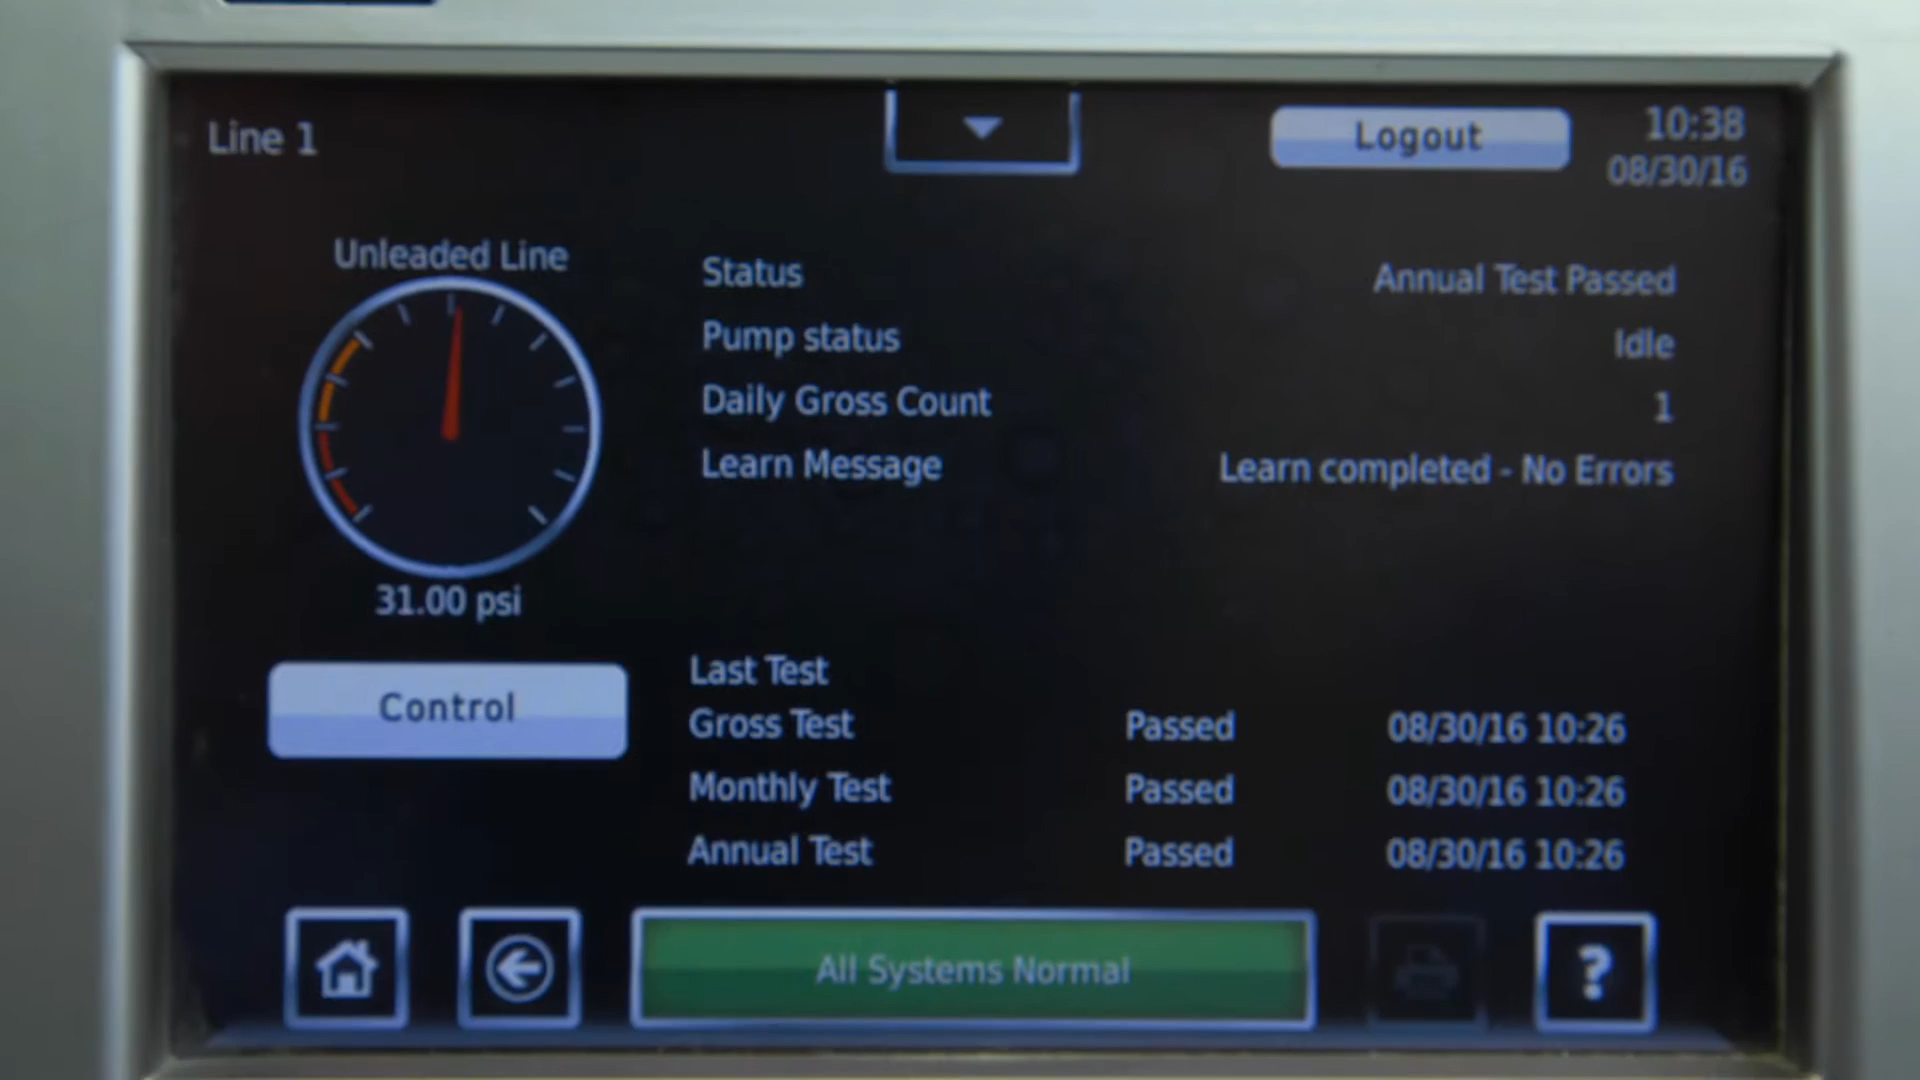 Line 1
Logout
10:38
08/30/16
Unleaded Line
31.00 psi
Control
Status Annual Test Passed
Pump status Idle
Daily Gross Count 1
Learn Message Learn completed - No Errors
Last Test
Gross Test Passed 08/30/16 10:26
Monthly Test Passed 08/30/16 10:26
Annual Test Passed 08/30/16 10:26
All Systems Normal
?